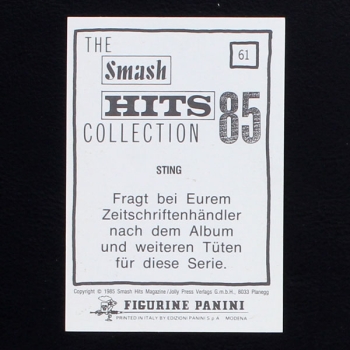 THE
61
Smash
HITS
85
COLLECTION
STING
Fragt bei Eurem
Zeitschriftenhändler
nach dem Album
und weiteren Tüten
für diese Serie.
Copyright © 1985 Smash Hits Magazine/Joly Press Verlags G.m.b.H., 8033 Planegg
FIGURINE PANINI
PRINTED IN ITALY BY EDIZIONI PANINI S.p.A. MODENA